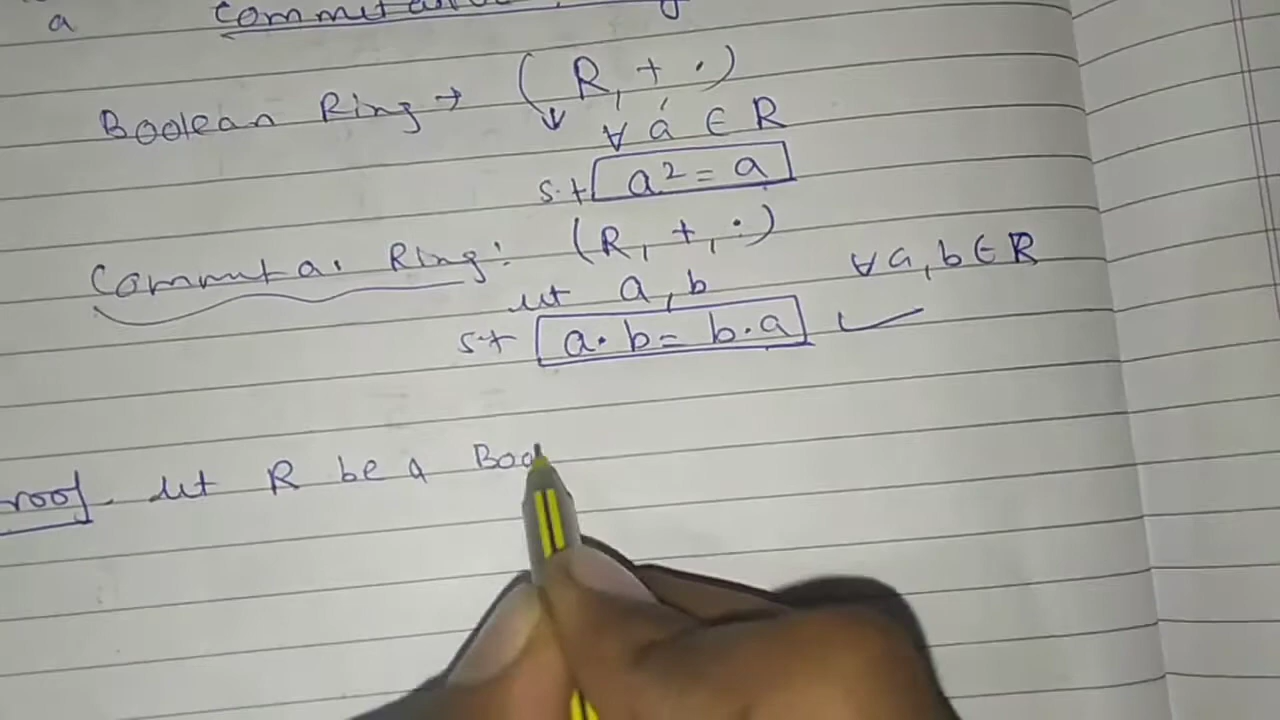 a
Boolean Ring → (R, + , ·)
↓ ∀ a ∈ R
s.t a² = a
Commuta. Ring: (R, +, ·)
let a, b ∀ a, b ∈ R
s.t a · b = b · a ✓
roof. let R be a Boo